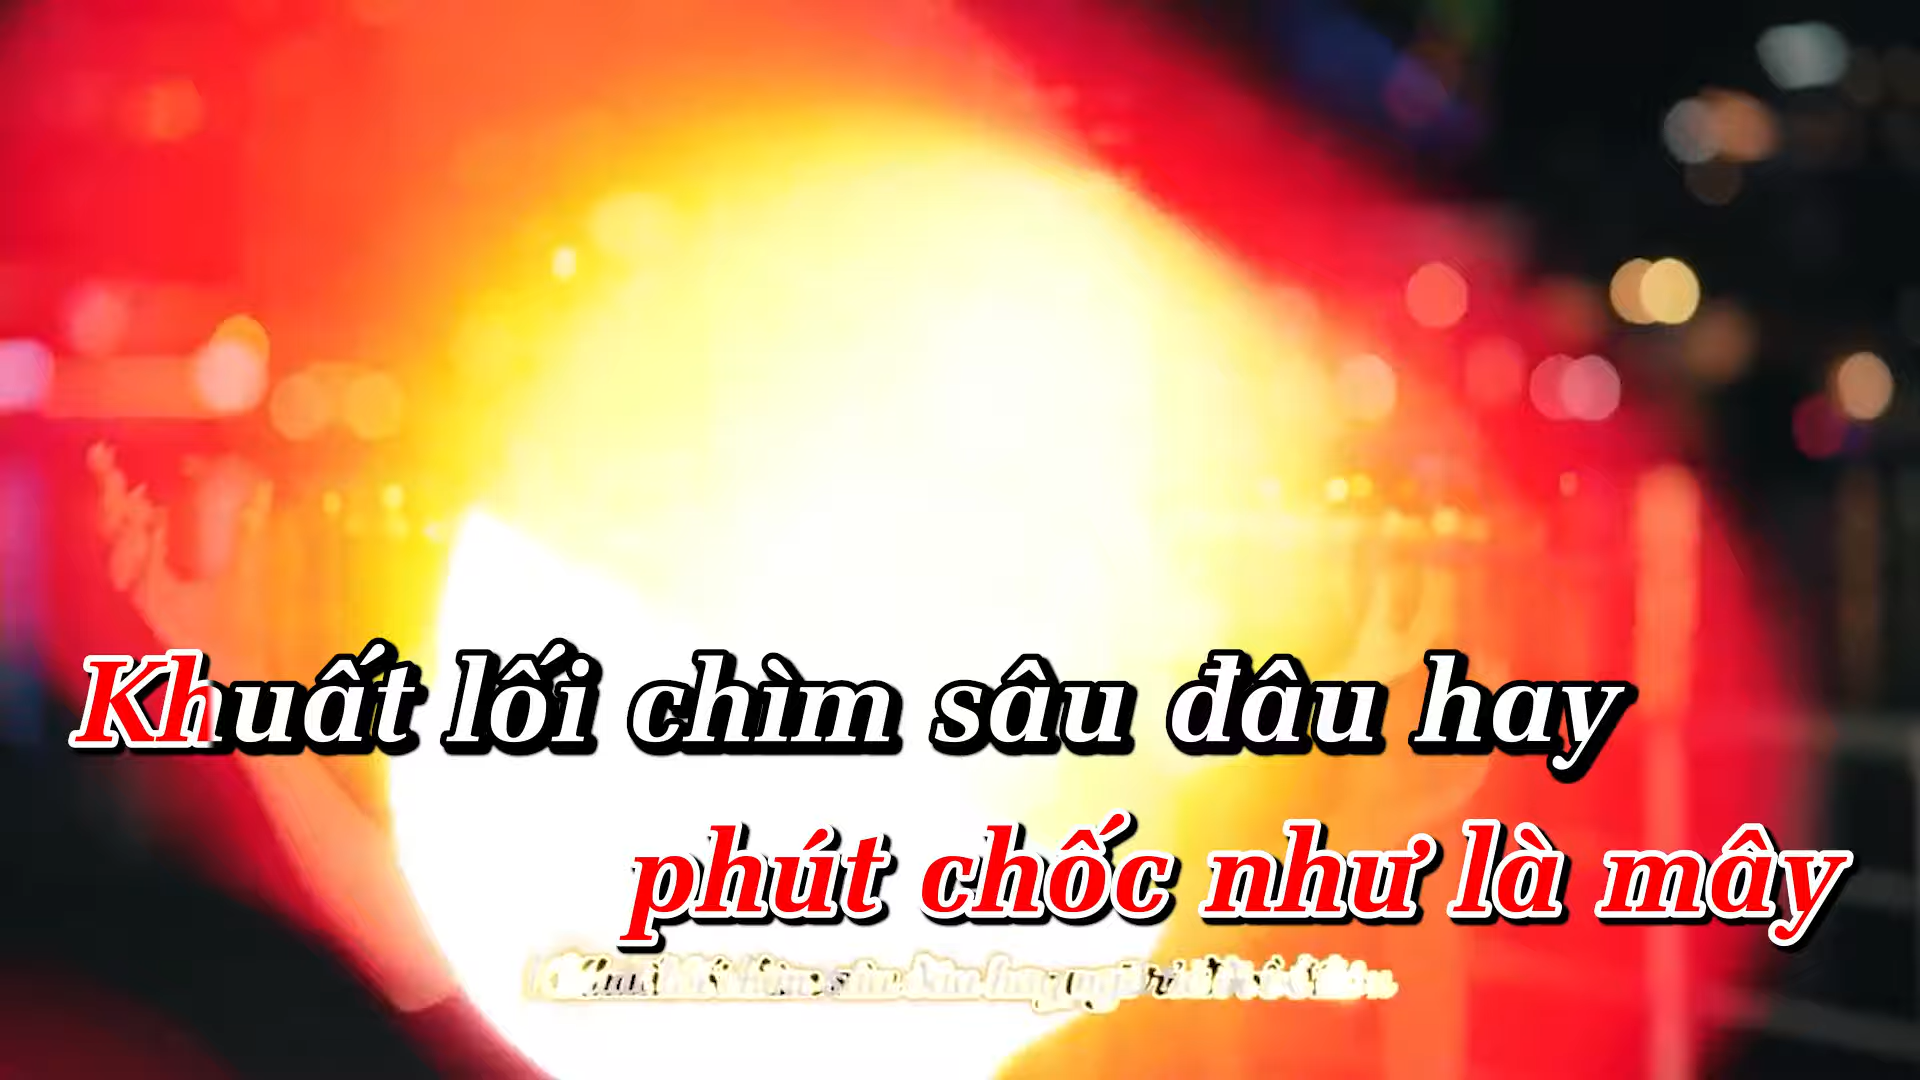 Khuất lối chìm sâu đâu hay
phút chốc như là mây